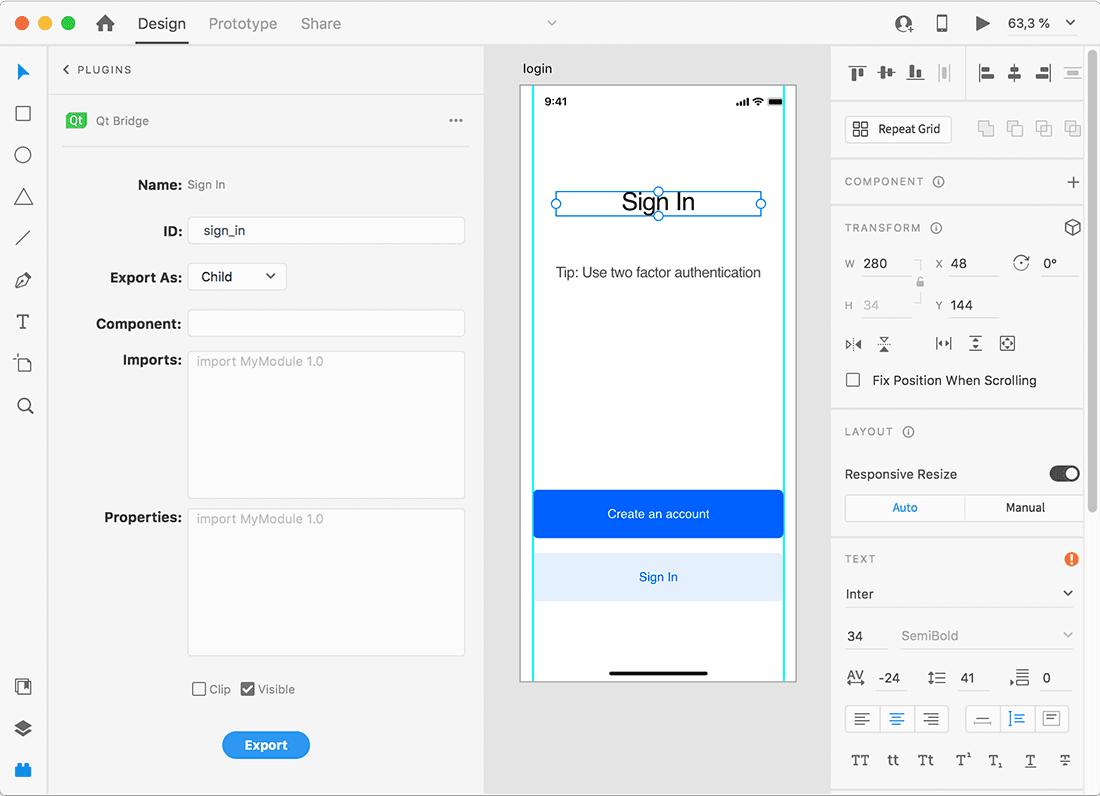 Design Prototype Share 63,3 %
PLUGINS
Qt Qt Bridge
Name: Sign In
ID: sign_in
Export As: Child
Component:
Imports: import MyModule 1.0
Properties: import MyModule 1.0
Clip Visible
Export
login
9:41
Sign In
Tip: Use two factor authentication
Create an account
Sign In
Repeat Grid
COMPONENT
TRANSFORM
W 280 X 48 0°
H 34 Y 144
Fix Position When Scrolling
LAYOUT
Responsive Resize
Auto Manual
TEXT
Inter
34 SemiBold
AV -24 41 0
TT tt Tt T¹ T₁ T T